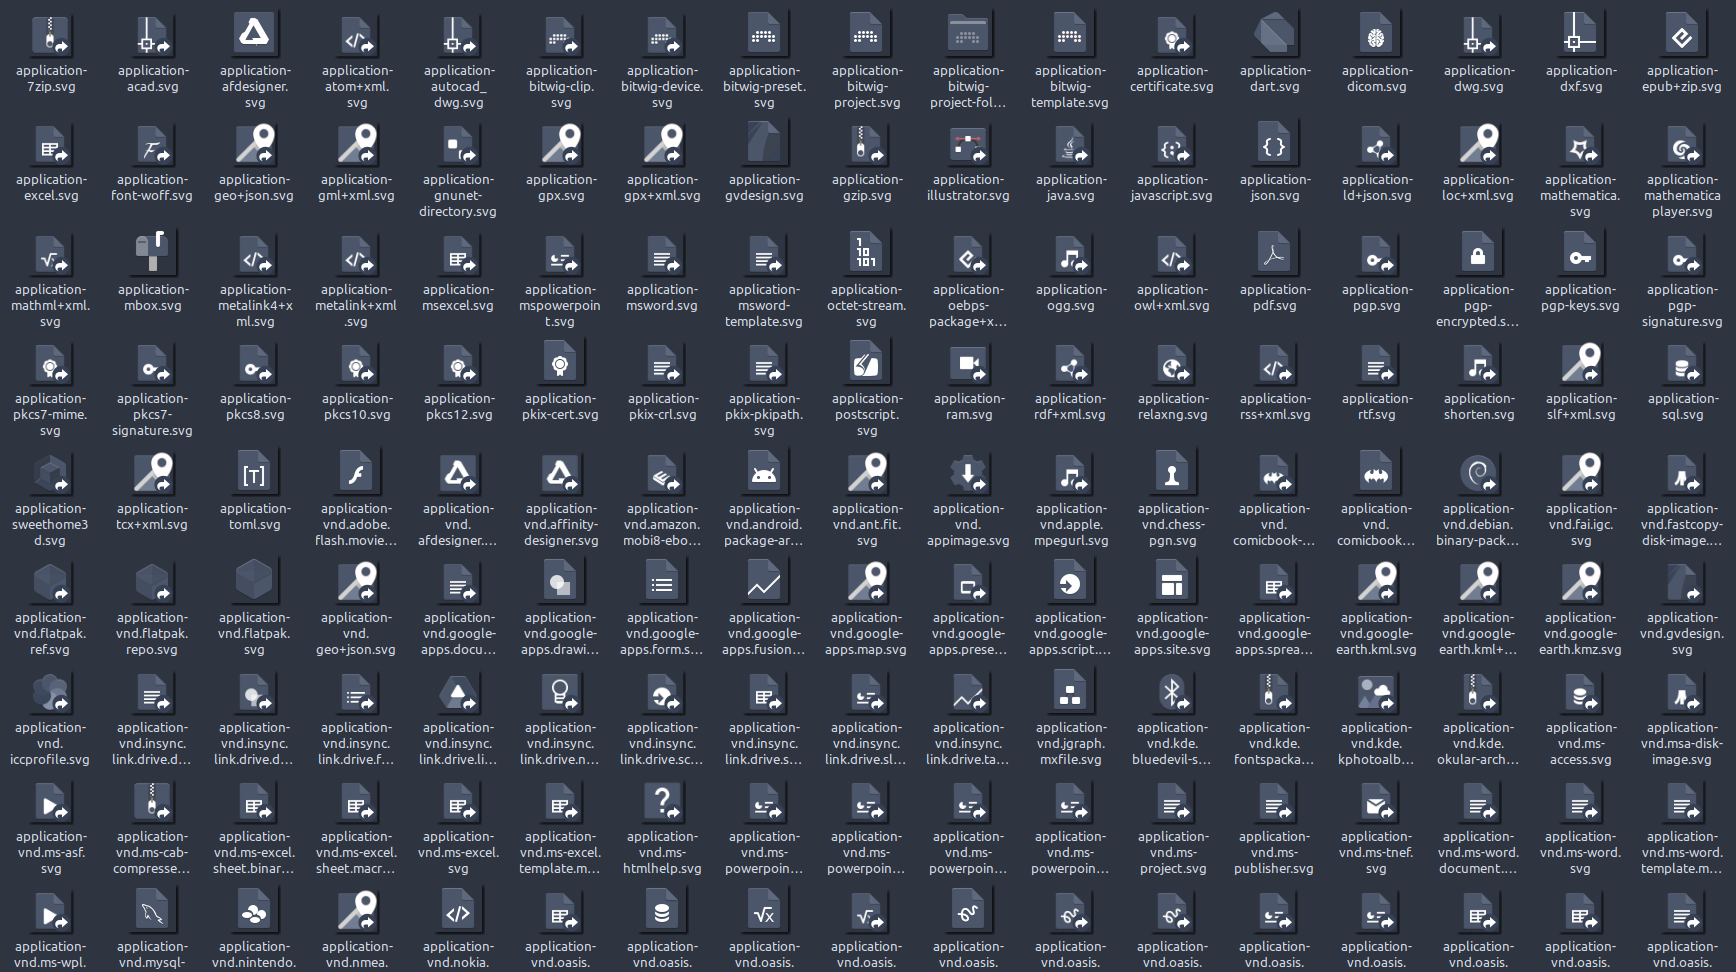 application-
7zip.svg
application-
acad.svg
application-
afdesigner.
svg
application-
atom+xml.
svg
application-
autocad_
dwg.svg
application-
bitwig-clip.
svg
application-
bitwig-device.
svg
application-
bitwig-preset.
svg
application-
bitwig-
project.svg
application-
bitwig-
project-fol...
application-
bitwig-
template.svg
application-
certificate.svg
application-
dart.svg
application-
dicom.svg
application-
dwg.svg
application-
dxf.svg
application-
epub+zip.svg
application-
excel.svg
application-
font-woff.svg
application-
geo+json.svg
application-
gml+xml.svg
application-
gnunet-
directory.svg
application-
gpx.svg
application-
gpx+xml.svg
application-
gvdesign.svg
application-
gzip.svg
application-
illustrator.svg
application-
java.svg
application-
javascript.svg
application-
json.svg
application-
ld+json.svg
application-
loc+xml.svg
application-
mathematica.
svg
application-
mathematica
player.svg
application-
mathml+xml.
svg
application-
mbox.svg
application-
metalink4+x
ml.svg
application-
metalink+xml
.svg
application-
msexcel.svg
application-
mspowerpoin
t.svg
application-
msword.svg
application-
msword-
template.svg
1
10
101
application-
octet-stream.
svg
application-
oebps-
package+x...
application-
ogg.svg
application-
owl+xml.svg
application-
pdf.svg
application-
pgp.svg
application-
pgp-
encrypted.s...
application-
pgp-keys.svg
application-
pgp-
signature.svg
application-
pkcs7-mime.
svg
application-
pkcs7-
signature.svg
application-
pkcs8.svg
application-
pkcs10.svg
application-
pkcs12.svg
application-
pkix-cert.svg
application-
pkix-crl.svg
application-
pkix-pkipath.
svg
application-
postscript.
svg
application-
ram.svg
application-
rdf+xml.svg
application-
relaxng.svg
application-
rss+xml.svg
application-
rtf.svg
application-
shorten.svg
application-
slf+xml.svg
application-
sql.svg
application-
sweethome3
d.svg
application-
tcx+xml.svg
[T]
application-
toml.svg
application-
vnd.adobe.
flash.movie...
application-
vnd.
afdesigner....
application-
vnd.affinity-
designer.svg
application-
vnd.amazon.
mobi8-ebo...
application-
vnd.android.
package-ar...
application-
vnd.ant.fit.
svg
application-
vnd.
appimage.svg
application-
vnd.apple.
mpegurl.svg
application-
vnd.chess-
pgn.svg
application-
vnd.
comicbook-...
application-
vnd.
comicbook...
application-
vnd.debian.
binary-pack...
application-
vnd.fai.igc.
svg
application-
vnd.fastcopy-
disk-image....
application-
vnd.flatpak.
ref.svg
application-
vnd.flatpak.
repo.svg
application-
vnd.flatpak.
svg
application-
vnd.
geo+json.svg
application-
vnd.google-
apps.docu...
application-
vnd.google-
apps.drawi...
application-
vnd.google-
apps.form.s...
application-
vnd.google-
apps.fusion...
application-
vnd.google-
apps.map.svg
application-
vnd.google-
apps.prese...
application-
vnd.google-
apps.script....
application-
vnd.google-
apps.site.svg
application-
vnd.google-
apps.sprea...
application-
vnd.google-
earth.kml.svg
application-
vnd.google-
earth.kml+...
application-
vnd.google-
earth.kmz.svg
application-
vnd.gvdesign.
svg
application-
vnd.
iccprofile.svg
application-
vnd.insync.
link.drive.d...
application-
vnd.insync.
link.drive.d...
application-
vnd.insync.
link.drive.f...
application-
vnd.insync.
link.drive.li...
application-
vnd.insync.
link.drive.n...
application-
vnd.insync.
link.drive.sc...
application-
vnd.insync.
link.drive.s...
application-
vnd.insync.
link.drive.sl...
application-
vnd.insync.
link.drive.ta...
application-
vnd.jgraph.
mxfile.svg
application-
vnd.kde.
bluedevil-s...
application-
vnd.kde.
fontspacka...
application-
vnd.kde.
kphotoalb...
application-
vnd.kde.
okular-arch...
application-
vnd.ms-
access.svg
application-
vnd.msa-disk-
image.svg
application-
vnd.ms-asf.
svg
application-
vnd.ms-cab-
compresse...
application-
vnd.ms-excel.
sheet.binar...
application-
vnd.ms-excel.
sheet.macr...
application-
vnd.ms-excel.
svg
application-
vnd.ms-excel.
template.m...
?
application-
vnd.ms-
htmlhelp.svg
application-
vnd.ms-
powerpoin...
application-
vnd.ms-
powerpoin...
application-
vnd.ms-
powerpoin...
application-
vnd.ms-
powerpoin...
application-
vnd.ms-
project.svg
application-
vnd.ms-
publisher.svg
application-
vnd.ms-tnef.
svg
application-
vnd.ms-word.
document....
application-
vnd.ms-word.
svg
application-
vnd.ms-word.
template.m...
application-
vnd.ms-wpl.
application-
vnd.mysql-
application-
vnd.nintendo.
application-
vnd.nmea.
application-
vnd.nokia.
application-
vnd.oasis.
application-
vnd.oasis.
application-
vnd.oasis.
application-
vnd.oasis.
application-
vnd.oasis.
application-
vnd.oasis.
application-
vnd.oasis.
application-
vnd.oasis.
application-
vnd.oasis.
application-
vnd.oasis.
application-
vnd.oasis.
application-
vnd.oasis.